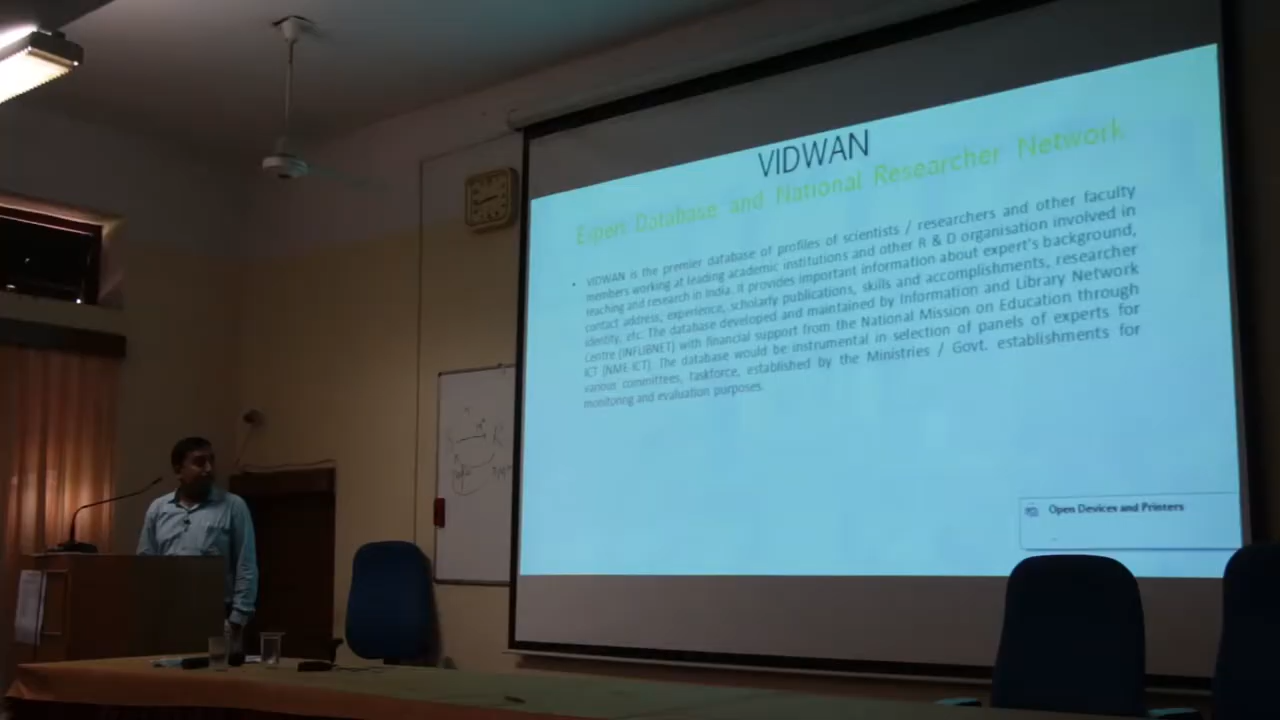 VIDWAN
Expert Database and National Researcher Network
• VIDWAN is the premier database of profiles of scientists / researchers and other faculty
members working at leading academic institutions and other R & D organisation involved in
teaching and research in India. It provides important information about expert's background,
contact address, experience, scholarly publications, skills and accomplishments, researcher
identity, etc. The database developed and maintained by Information and Library Network
Centre (INFLIBNET) with financial support from the National Mission on Education through
ICT (NME ICT). The database would be instrumental in selection of panels of experts for
various committees, taskforce, established by the Ministries / Govt. establishments for
monitoring and evaluation purposes.
Open Devices and Printers